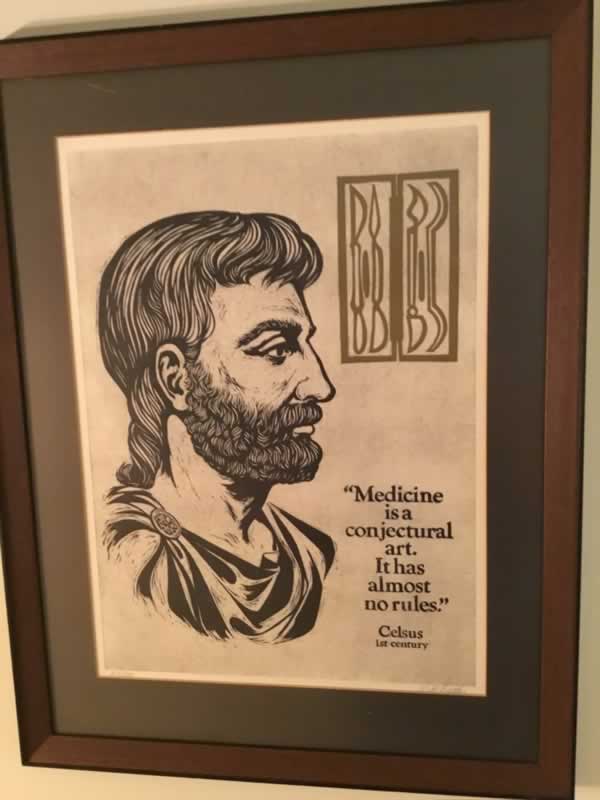 “Medicine
is a
conjectural
art.
It has
almost
no rules.”
Celsus
1st century